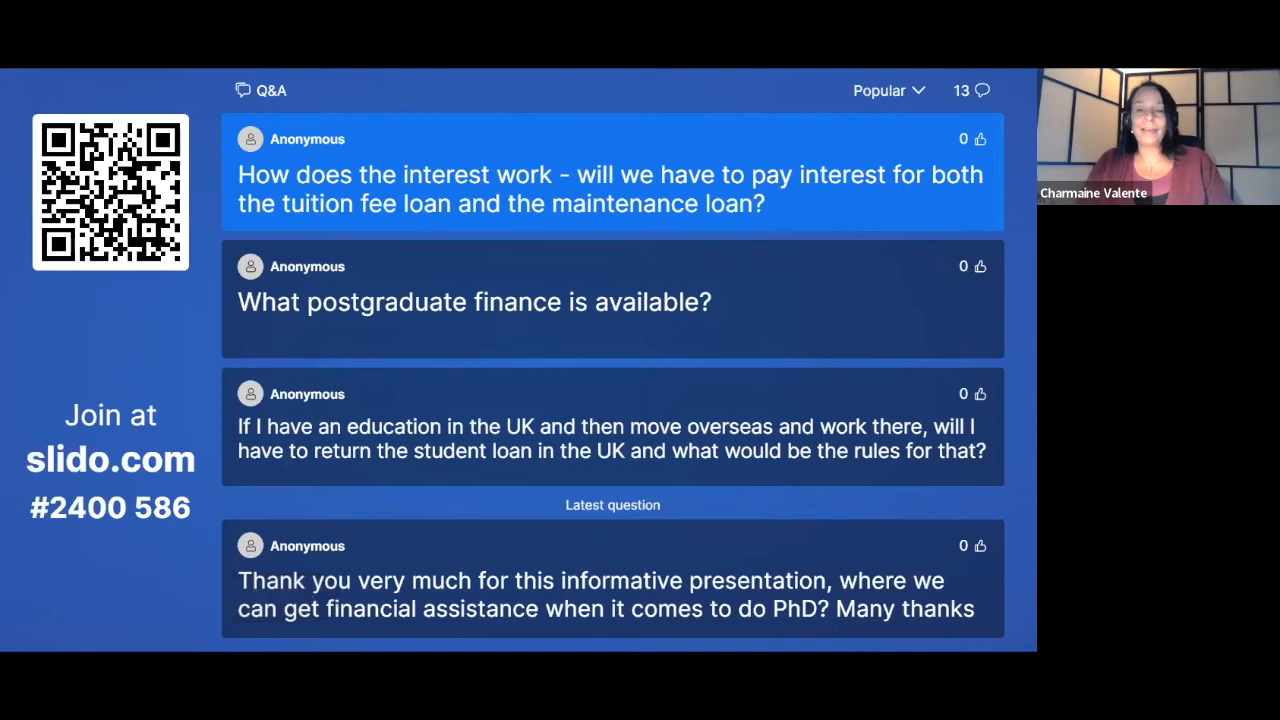 Q&A
Popular
13
Anonymous
0
How does the interest work - will we have to pay interest for both
the tuition fee loan and the maintenance loan?
Anonymous
0
What postgraduate finance is available?
Anonymous
0
If I have an education in the UK and then move overseas and work there, will I
have to return the student loan in the UK and what would be the rules for that?
Latest question
Anonymous
0
Thank you very much for this informative presentation, where we
can get financial assistance when it comes to do PhD? Many thanks
Join at
slido.com
#2400 586
Charmaine Valente